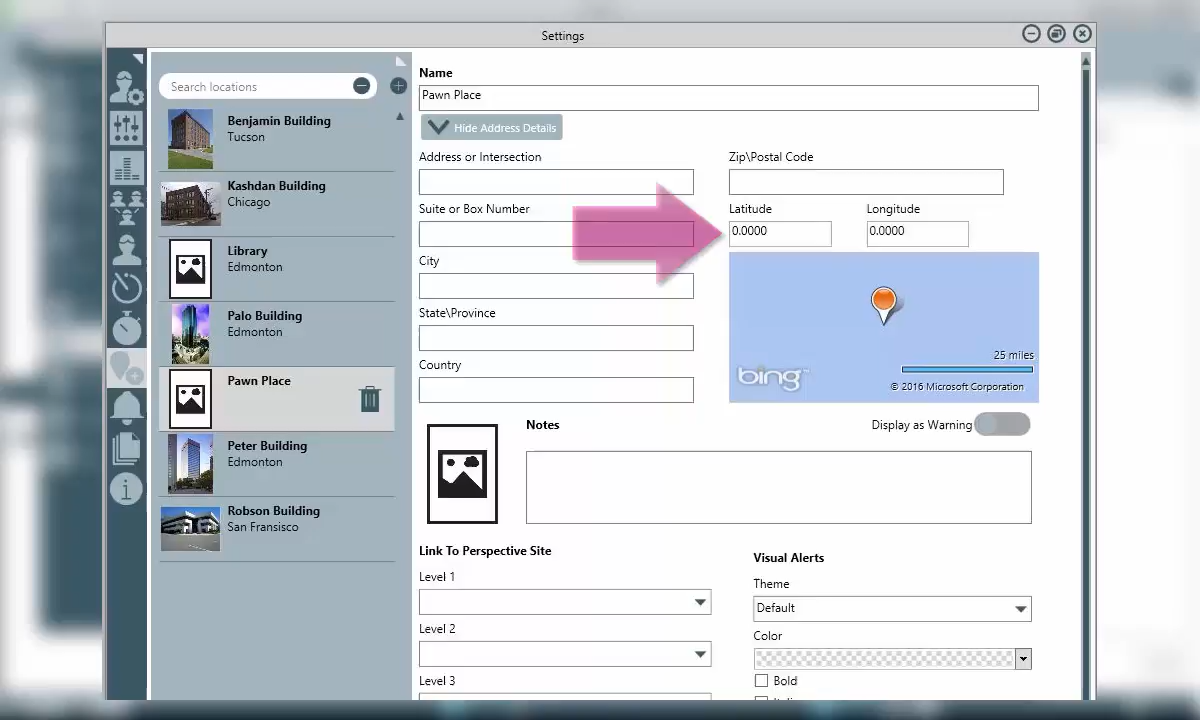 Settings
Search locations
Benjamin Building
Tucson
Kashdan Building
Chicago
Library
Edmonton
Palo Building
Edmonton
Pawn Place
Peter Building
Edmonton
Robson Building
San Fransisco
Name
Pawn Place
Hide Address Details
Address or Intersection
Zip\Postal Code
Suite or Box Number
Latitude
Longitude
0.0000
0.0000
City
State\Province
Country
25 miles
bing™
© 2016 Microsoft Corporation
Notes
Display as Warning
Link To Perspective Site
Level 1
Level 2
Level 3
Visual Alerts
Theme
Default
Color
Bold